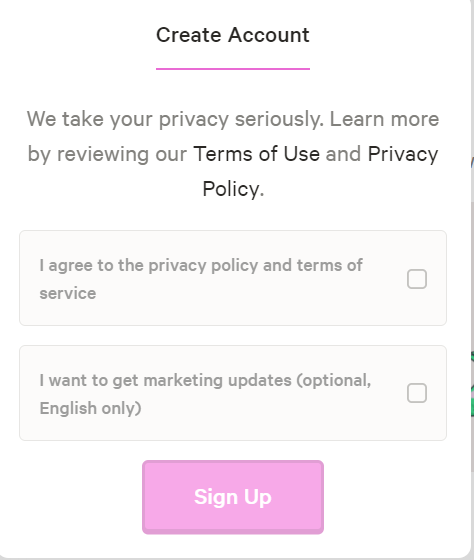 Create Account
We take your privacy seriously. Learn more
by reviewing our Terms of Use and Privacy
Policy.
I agree to the privacy policy and terms of
service
I want to get marketing updates (optional,
English only)
Sign Up